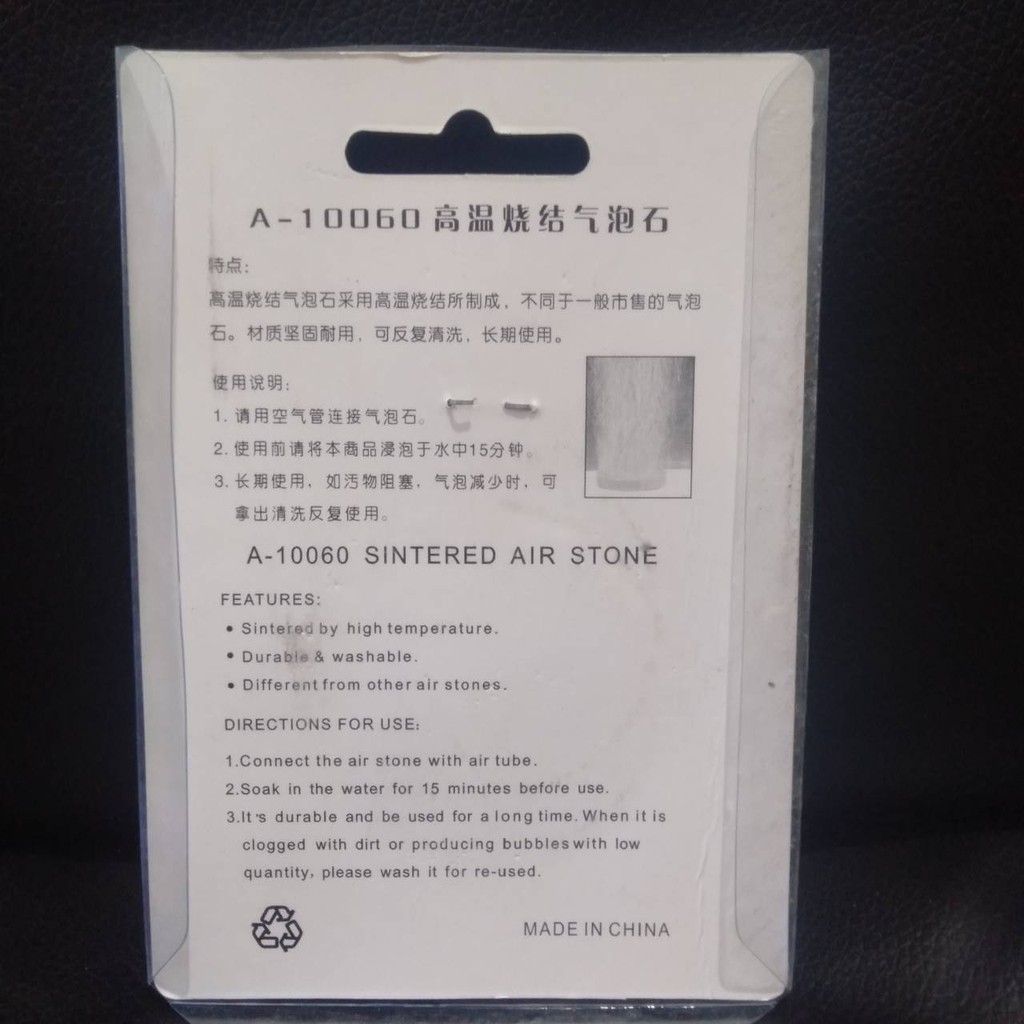 A-10060 高温烧结气泡石
特点：
高温烧结气泡石采用高温烧结所制成，不同于一般市售的气泡
石。材质坚固耐用，可反复清洗，长期使用。
使用说明：
1. 请用空气管连接气泡石。
2. 使用前请将本商品浸泡于水中15分钟。
3. 长期使用，如污物阻塞，气泡减少时，可
拿出清洗反复使用。
A-10060 SINTERED AIR STONE
FEATURES:
• Sintered by high temperature.
• Durable & washable.
• Different from other air stones.
DIRECTIONS FOR USE:
1.Connect the air stone with air tube.
2.Soak in the water for 15 minutes before use.
3.It's durable and be used for a long time. When it is
clogged with dirt or producing bubbles with low
quantity, please wash it for re-used.
MADE IN CHINA